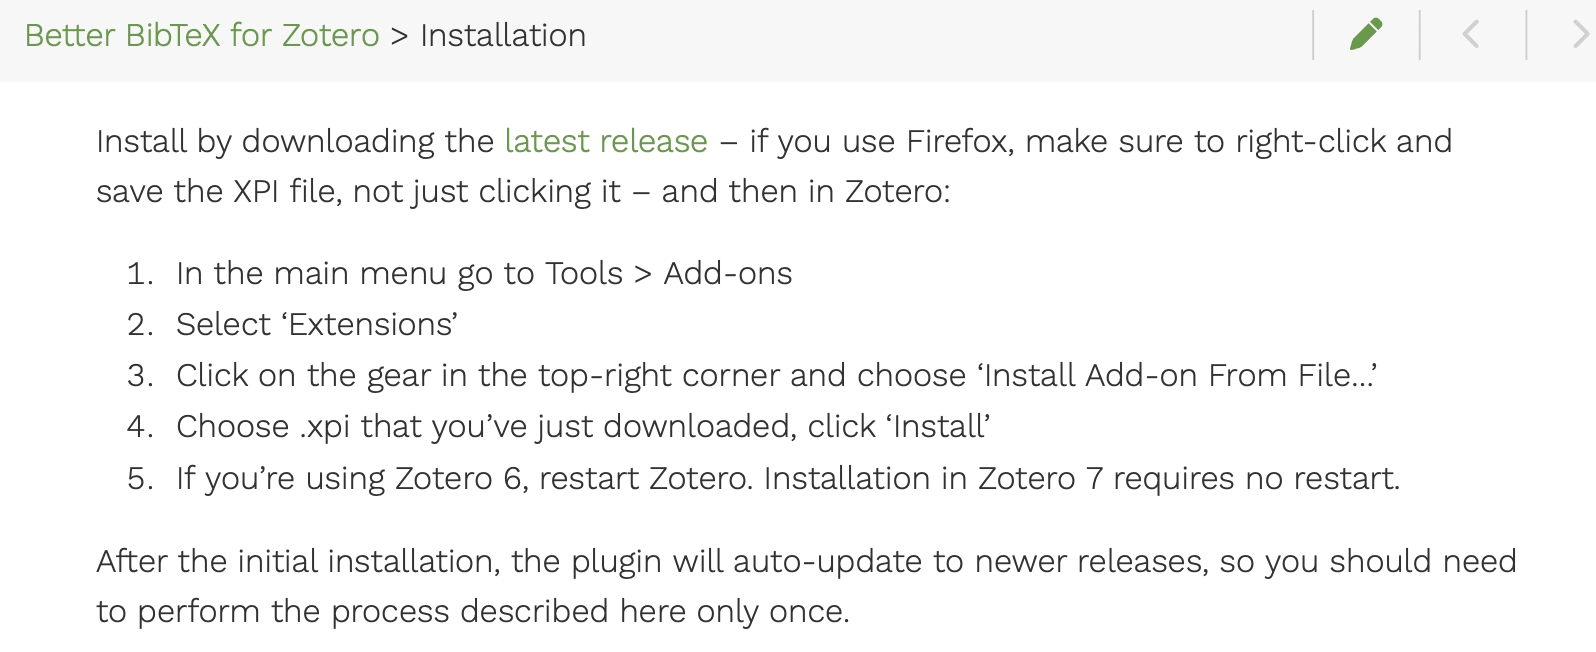 Better BibTeX for Zotero > Installation
Install by downloading the latest release – if you use Firefox, make sure to right-click and
save the XPI file, not just clicking it – and then in Zotero:
1. In the main menu go to Tools > Add-ons
2. Select ‘Extensions’
3. Click on the gear in the top-right corner and choose ‘Install Add-on From File…’
4. Choose .xpi that you’ve just downloaded, click ‘Install’
5. If you’re using Zotero 6, restart Zotero. Installation in Zotero 7 requires no restart.
After the initial installation, the plugin will auto-update to newer releases, so you should need
to perform the process described here only once.